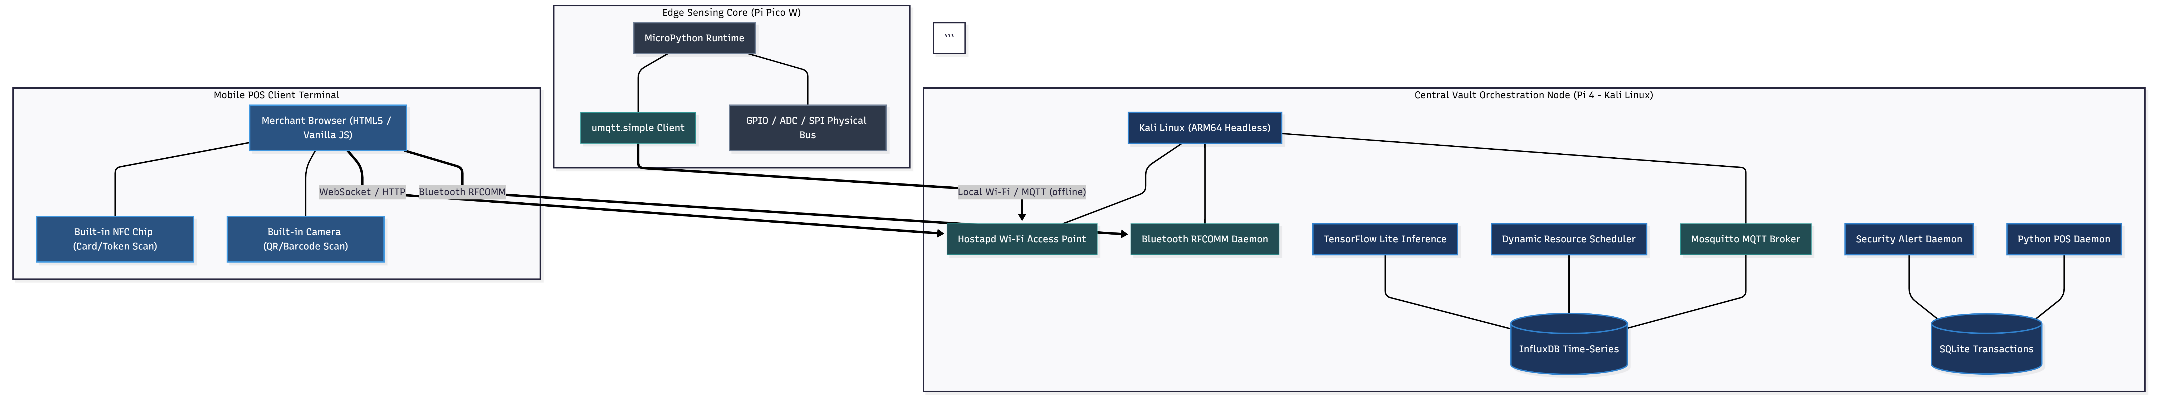 Edge Sensing Core (Pi Pico W)
MicroPython Runtime
umqtt.simple Client
GPIO / ADC / SPI Physical
Bus
```
Mobile POS Client Terminal
Merchant Browser (HTML5 /
Vanilla JS)
WebSocket / HTTP
Bluetooth RFCOMM
Built-in NFC Chip
(Card/Token Scan)
Built-in Camera
(QR/Barcode Scan)
Local Wi-Fi / MQTT (offline)
Central Vault Orchestration Node (Pi 4 - Kali Linux)
Kali Linux (ARM64 Headless)
Hostapd Wi-Fi Access Point
Bluetooth RFCOMM Daemon
TensorFlow Lite Inference
Dynamic Resource Scheduler
Mosquitto MQTT Broker
Security Alert Daemon
Python POS Daemon
InfluxDB Time-Series
SQLite Transactions